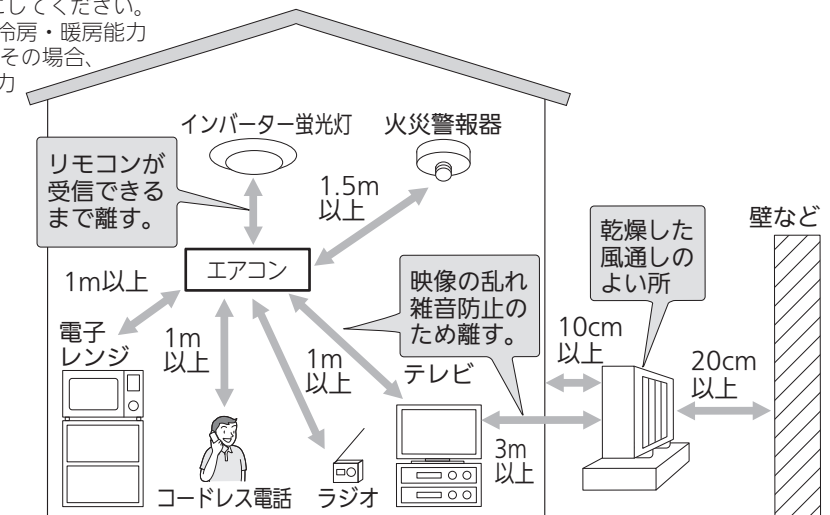 にしてください。
冷房・暖房能力
その場合、
力
インバーター蛍光灯
火災警報器
リモコンが
受信できる
まで離す。
1.5m
以上
エアコン
1m以上
映像の乱れ
雑音防止の
ため離す。
乾燥した
風通しの
よい所
壁など
電子
レンジ
1m
以上
1m
以上
テレビ
10cm
以上
20cm
以上
3m
以上
コードレス電話
ラジオ